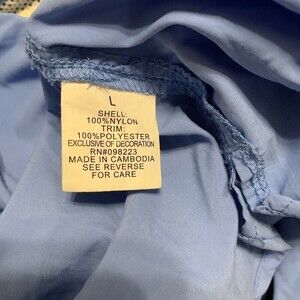 L
SHELL:
100%NYLON
TRIM:
100%POLYESTER
EXCLUSIVE OF DECORATION
RN#098223
MADE IN CAMBODIA
SEE REVERSE
FOR CARE